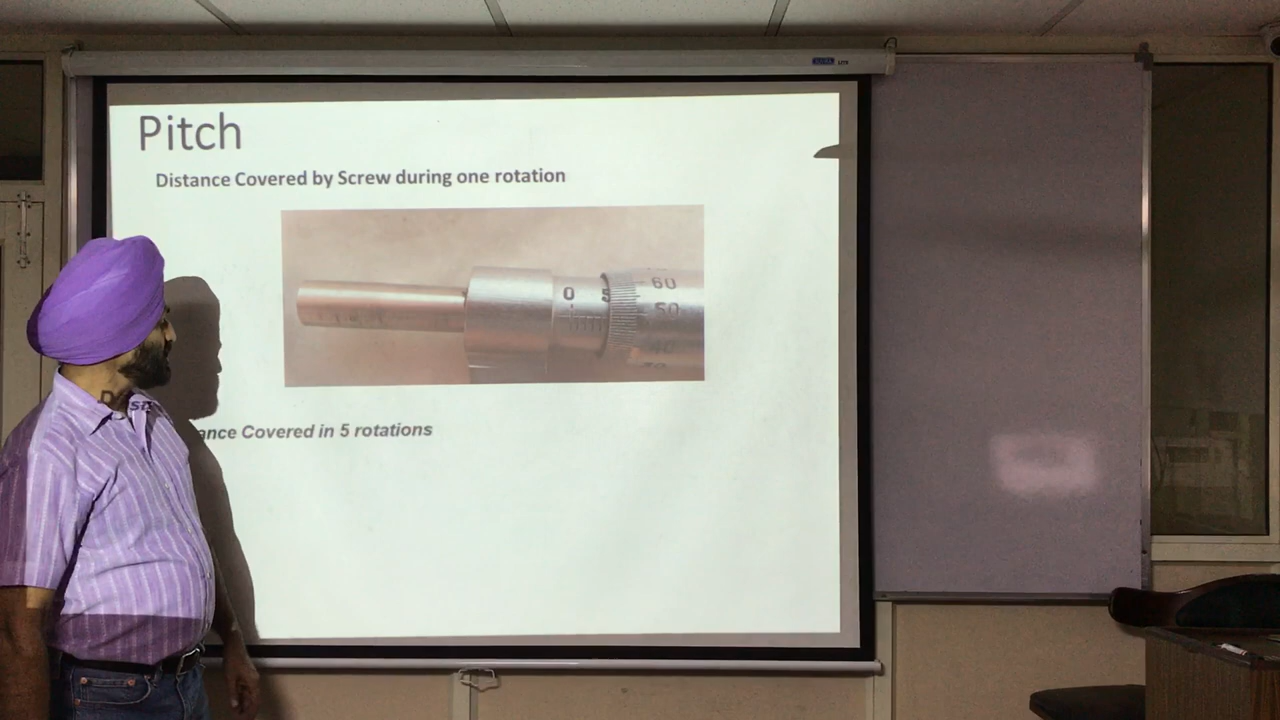 Pitch
Distance Covered by Screw during one rotation
0 5 60
50
40
ance Covered in 5 rotations